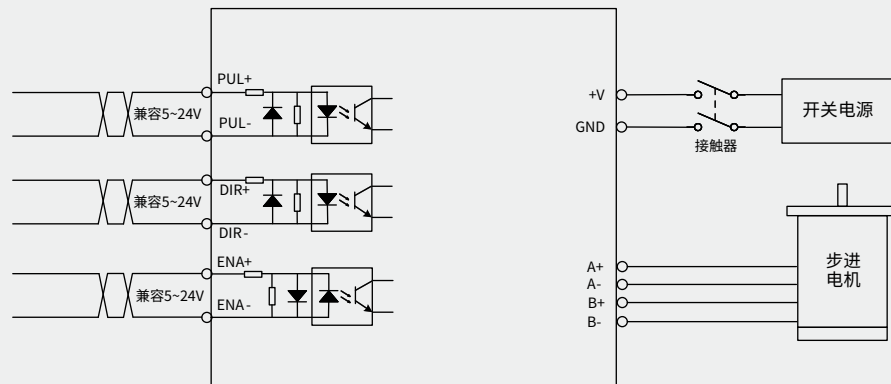 PUL+
兼容5~24V
PUL-
DIR+
兼容5~24V
DIR-
ENA+
兼容5~24V
ENA-
+V
GND
接触器
开关电源
A+
A-
B+
B-
步进
电机